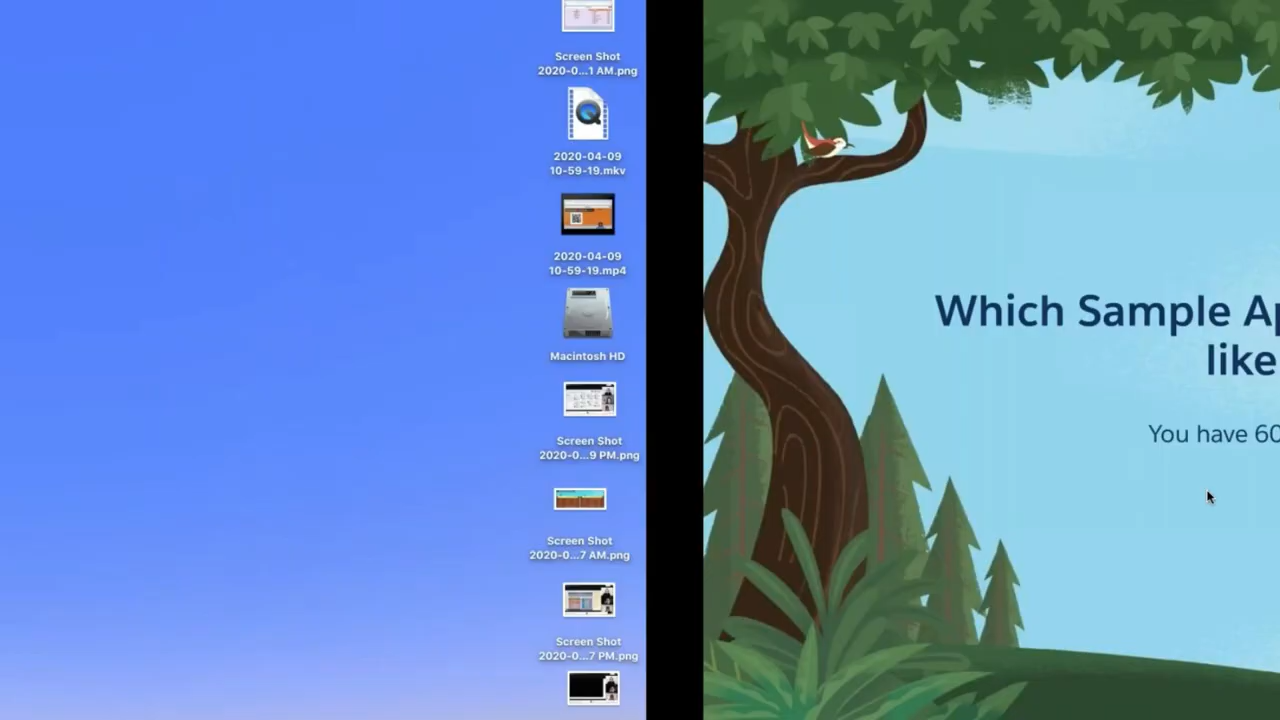 Screen Shot
2020-0...1 AM.png
2020-04-09
10-59-19.mkv
2020-04-09
10-59-19.mp4
Macintosh HD
Screen Shot
2020-0...9 PM.png
Screen Shot
2020-0...7 AM.png
Screen Shot
2020-0...7 PM.png
Which Sample Ap
like
You have 60